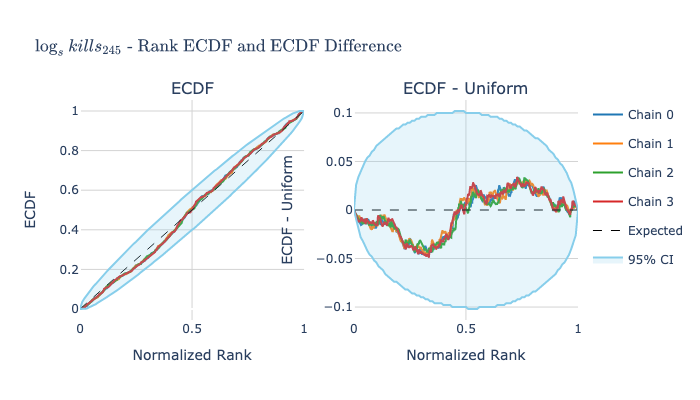 log_s kills_245 - Rank ECDF and ECDF Difference
ECDF
ECDF
1
0.8
0.6
0.4
0.2
0
0
0.5
1
Normalized Rank
ECDF - Uniform
ECDF - Uniform
0.1
0.05
0
−0.05
−0.1
0
0.5
1
Normalized Rank
Chain 0
Chain 1
Chain 2
Chain 3
Expected
95% CI